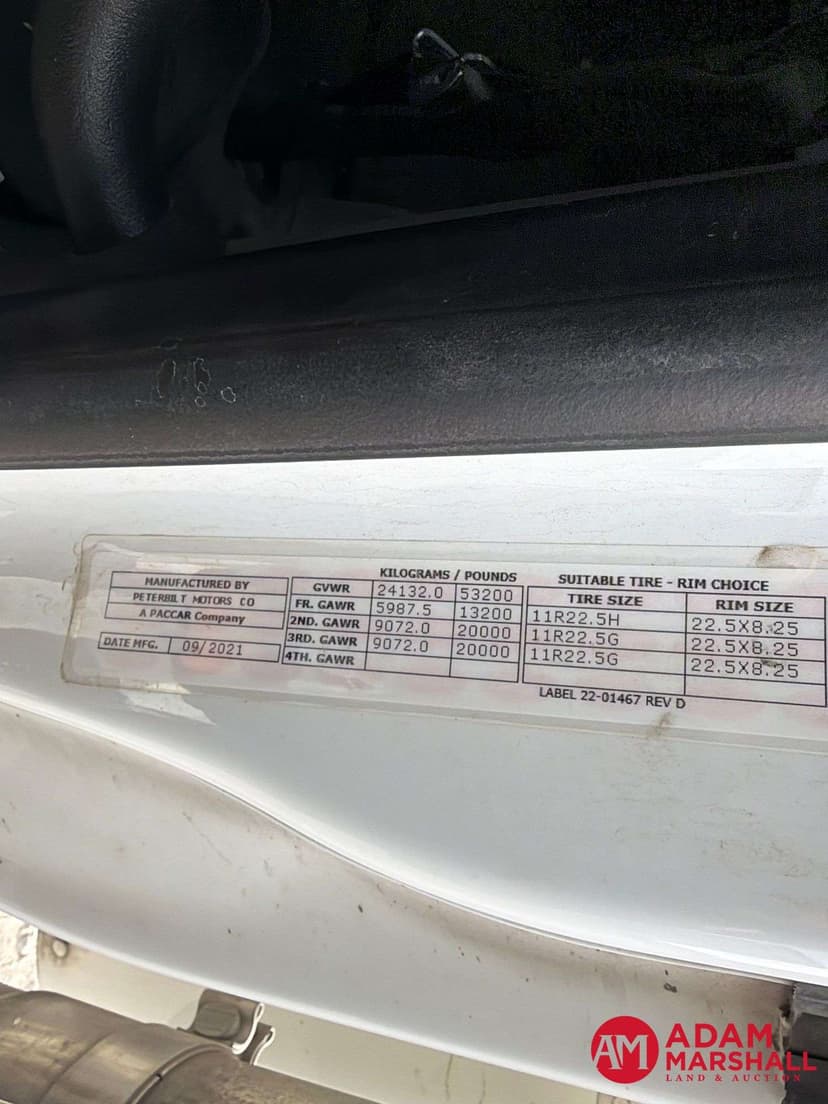 MANUFACTURED BY
PETERBILT MOTORS CO
A PACCAR Company
DATE MFG. 09/2021
KILOGRAMS / POUNDS
GVWR 24132.0 53200
FR. GAWR 5987.5 13200
2ND. GAWR 9072.0 20000
3RD. GAWR 9072.0 20000
4TH. GAWR
SUITABLE TIRE - RIM CHOICE
TIRE SIZE RIM SIZE
11R22.5H 22.5X8.25
11R22.5G 22.5X8.25
11R22.5G 22.5X8.25
LABEL 22-01467 REV D
AM ADAM
MARSHALL
LAND & AUCTION